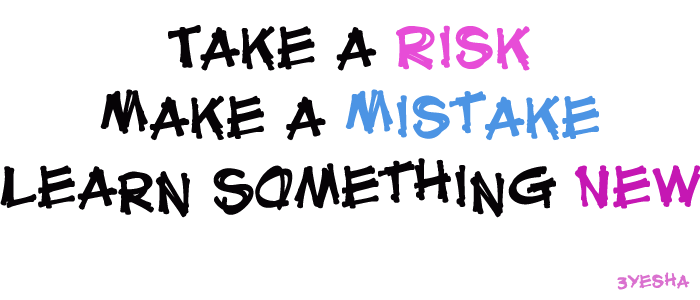 TAKE A RISK
MAKE A MISTAKE
LEARN SOMETHING NEW
3YESHA